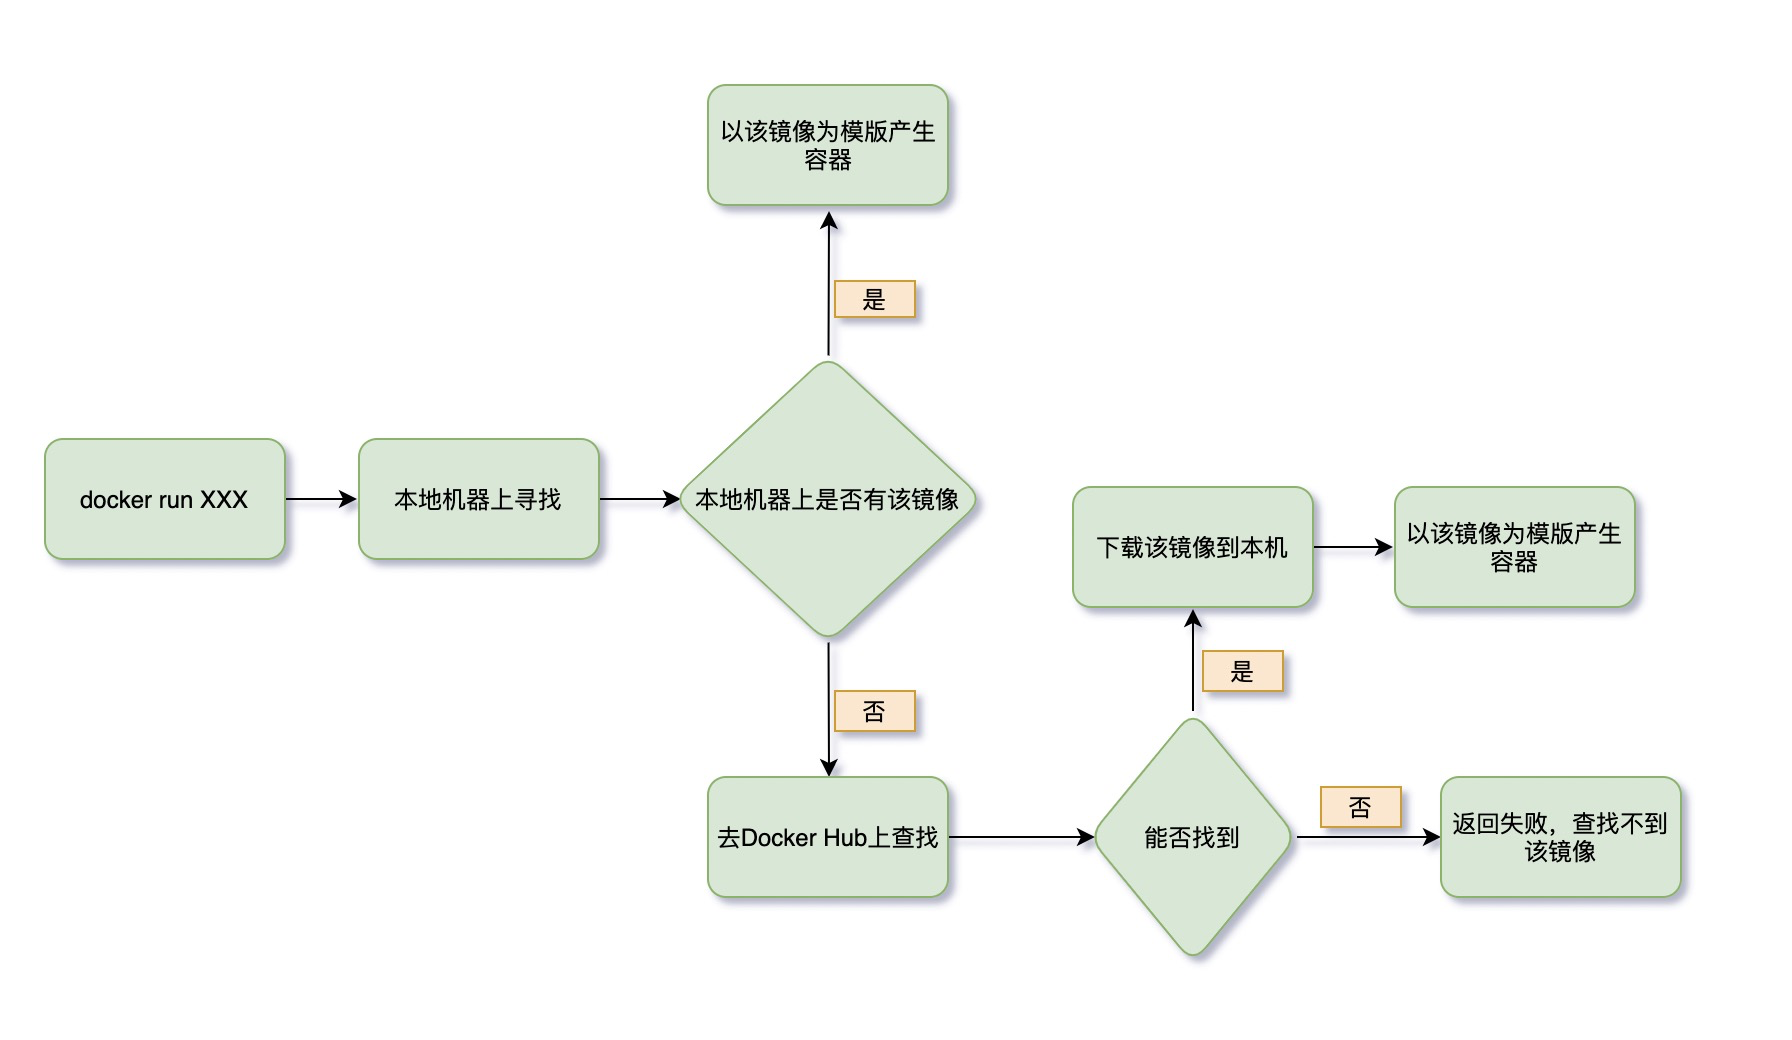 以该镜像为模版产生
容器
是
docker run XXX
本地机器上寻找
本地机器上是否有该镜像
下载该镜像到本机
以该镜像为模版产生
容器
是
否
去Docker Hub上查找
能否找到
否
返回失败，查找不到
该镜像